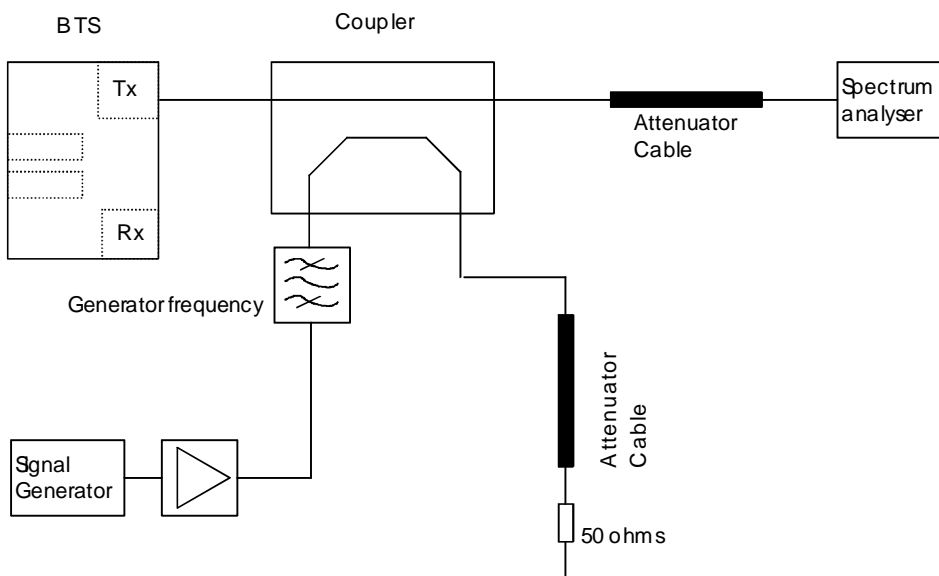 BTS
Coupler
Tx
Spectrum
analyser
Attenuator
Cable
Rx
Generator frequency
Attenuator
Cable
Signal
Generator
50 ohms